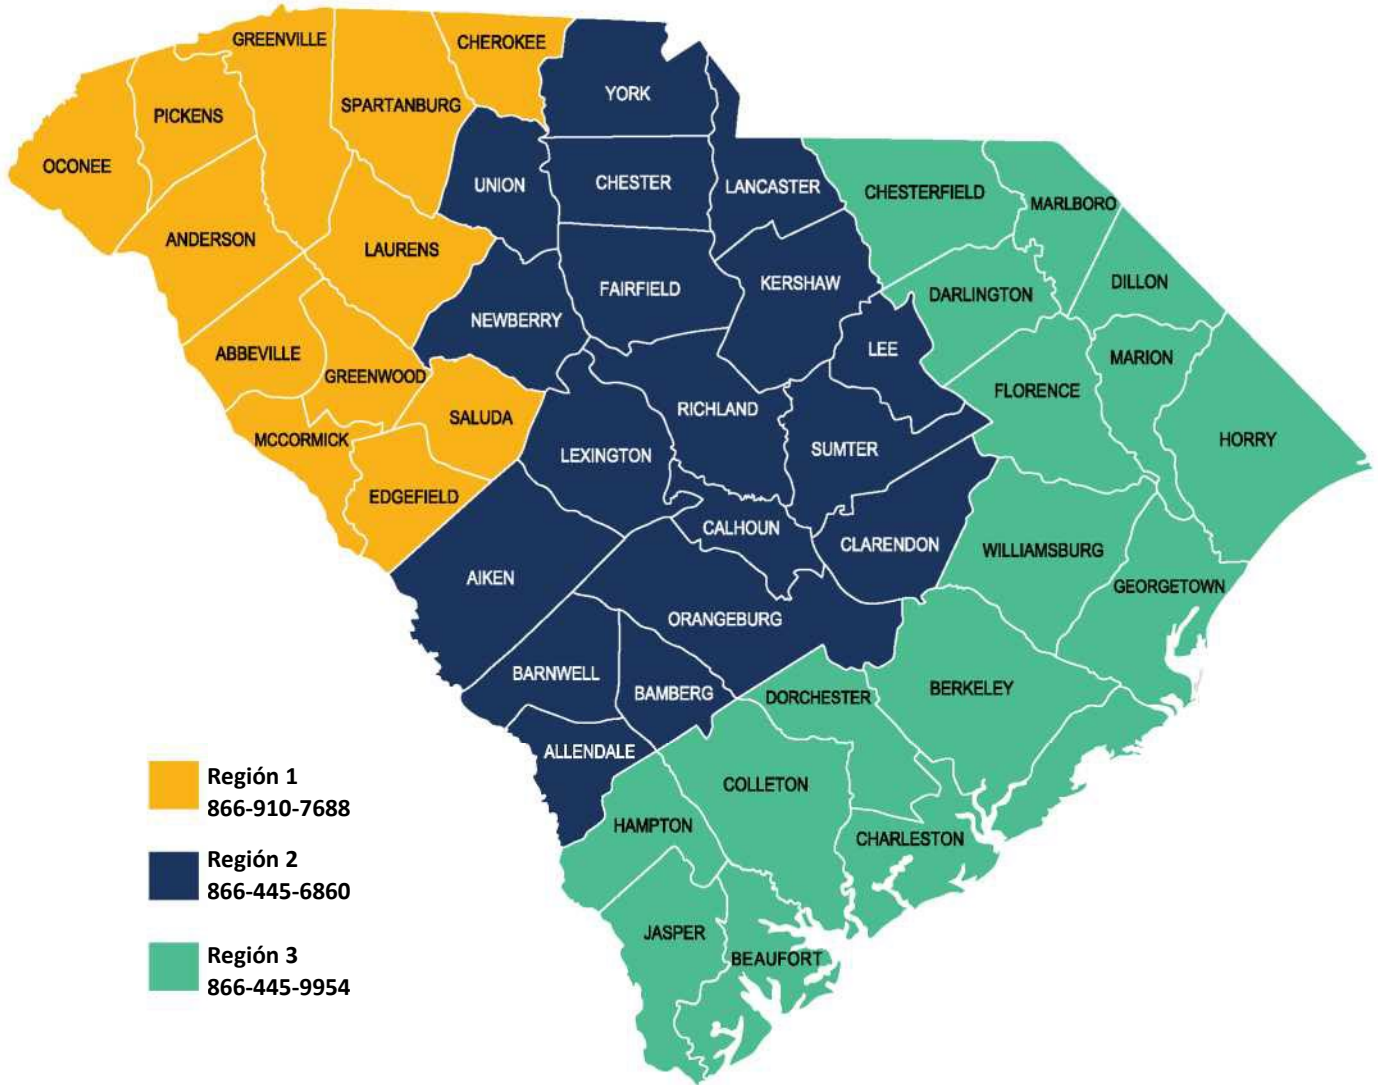 GREENVILLE
CHEROKEE
YORK
SPARTANBURG
PICKENS
OCONEE
UNION
CHESTER
LANCASTER
CHESTERFIELD
MARLBORO
ANDERSON
LAURENS
FAIRFIELD
KERSHAW
DARLINGTON
DILLON
NEWBERRY
LEE
MARION
ABBEVILLE
GREENWOOD
FLORENCE
RICHLAND
SALUDA
MCCORMICK
HORRY
LEXINGTON
SUMTER
EDGEFIELD
CALHOUN
CLARENDON
WILLIAMSBURG
AIKEN
GEORGETOWN
ORANGEBURG
BARNWELL
BAMBERG
DORCHESTER
BERKELEY
ALLENDALE
COLLETON
HAMPTON
CHARLESTON
JASPER
BEAUFORT
Región 1
866-910-7688
Región 2
866-445-6860
Región 3
866-445-9954